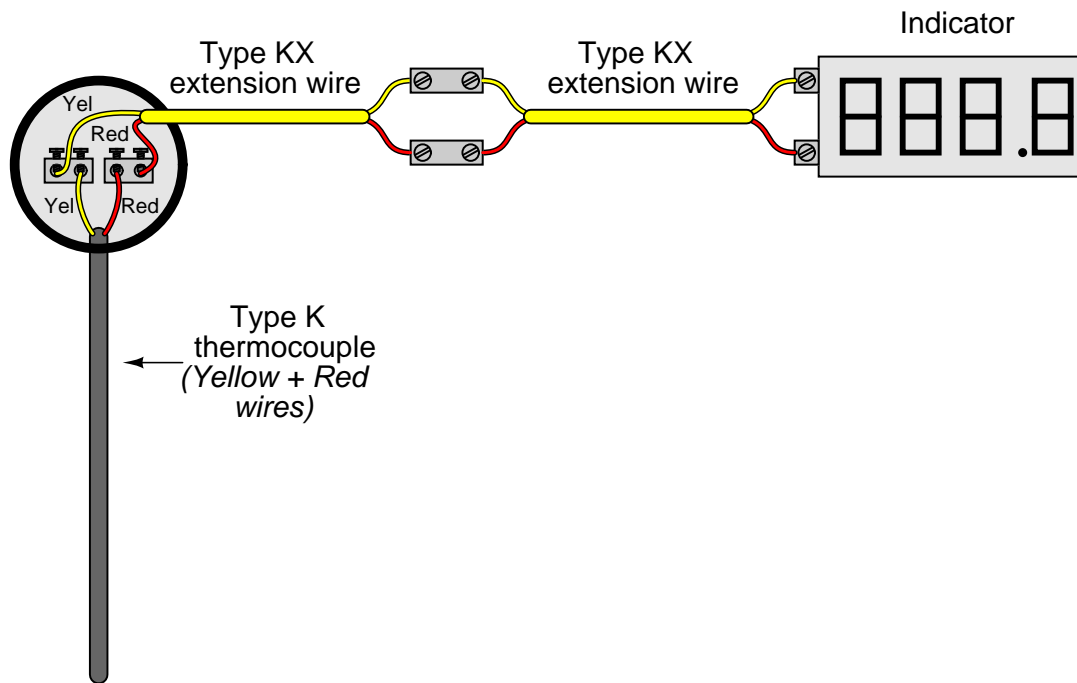 Indicator
Type KX
extension wire
Type KX
extension wire
Yel
Red
Yel
Red
Type K
thermocouple
(Yellow + Red
wires)